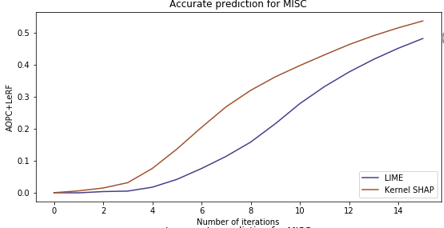 Accurate prediction for MISC
AOPC+LeRF
0.5
0.4
0.3
0.2
0.1
0.0
0 2 4 6 8 10 12 14
Number of iterations
LIME
Kernel SHAP